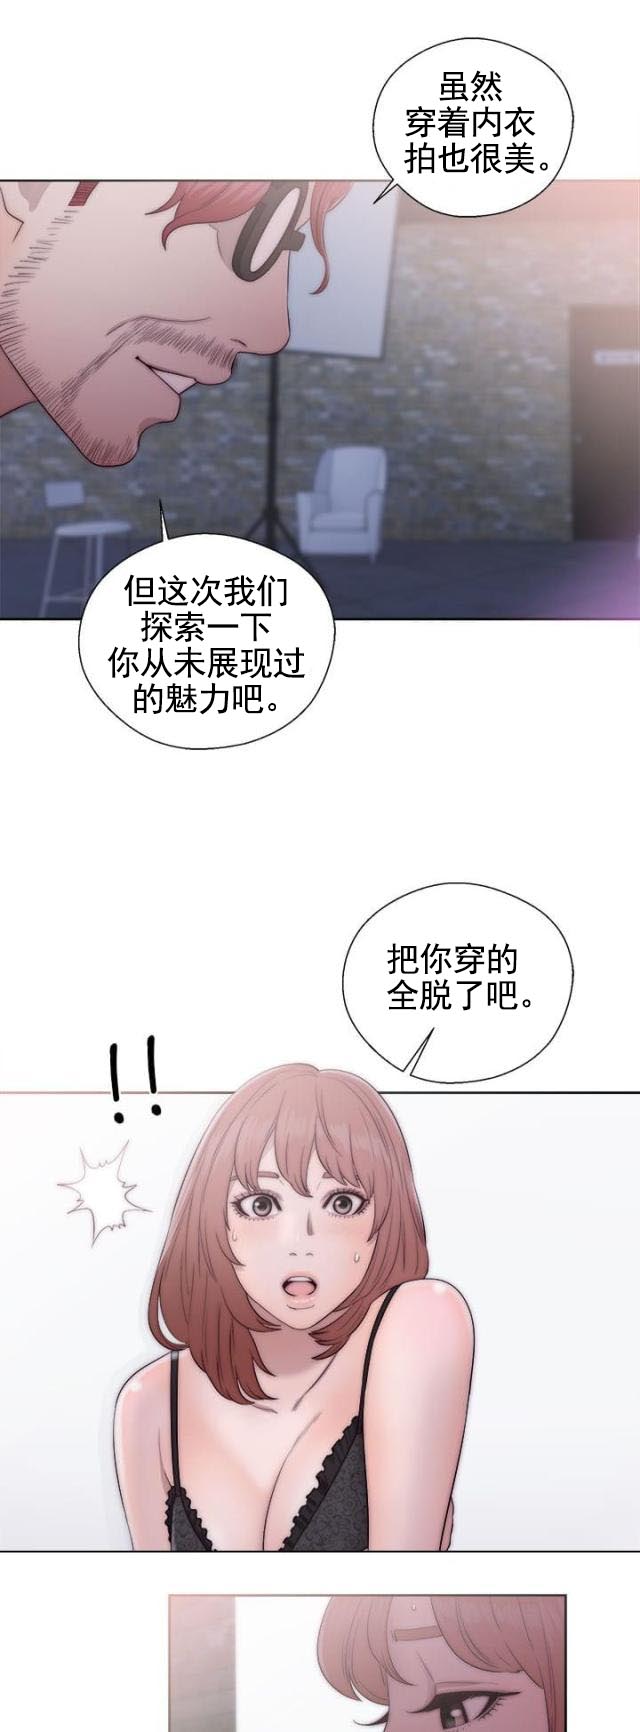 虽然
穿着内衣
拍也很美。
但这次我们
探索一下
你从未展现过
的魅力吧。
把你穿的
全脱了吧。
!!